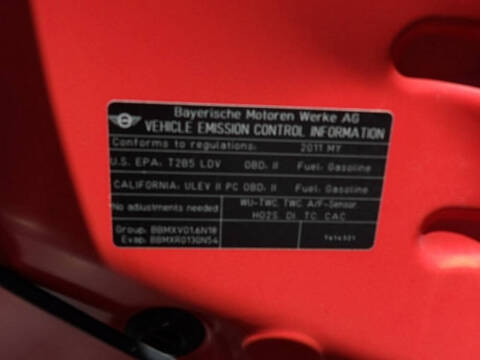 Bayerische Motoren Werke AG
VEHICLE EMISSION CONTROL INFORMATION
Conforms to regulations: 2011 MY
U.S. EPA: T2B5 LDV OBD: II Fuel: Gasoline
CALIFORNIA: ULEV II PC OBD: II Fuel: Gasoline
No adjustments needed
WU-TWC, TWC, A/F-Sensor,
HO2S, DI, TC, CAC
Group: BBMXV01.6N18
Evap: BBMXR0130N54